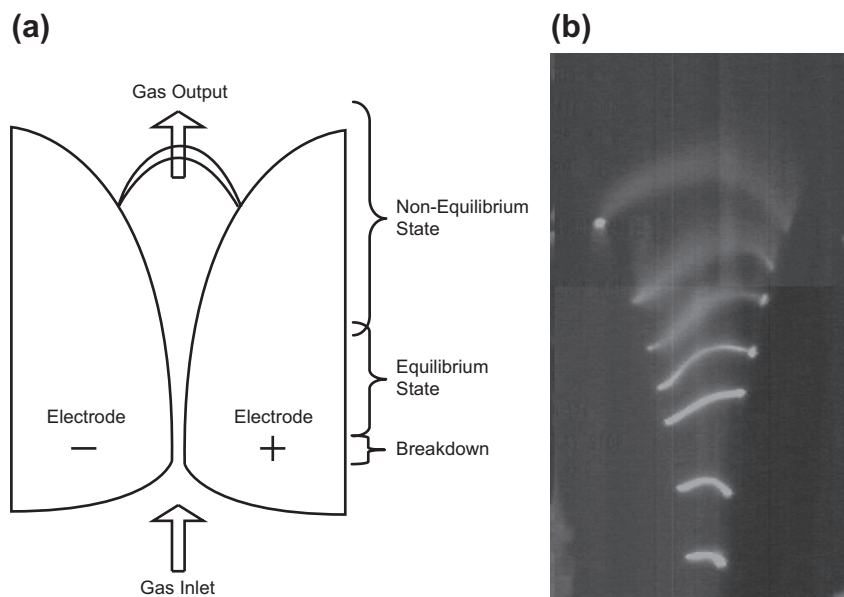 (a)
(b)
Gas Output
Non-Equilibrium
State
Equilibrium
State
Electrode
−
Electrode
+
Breakdown
Gas Inlet